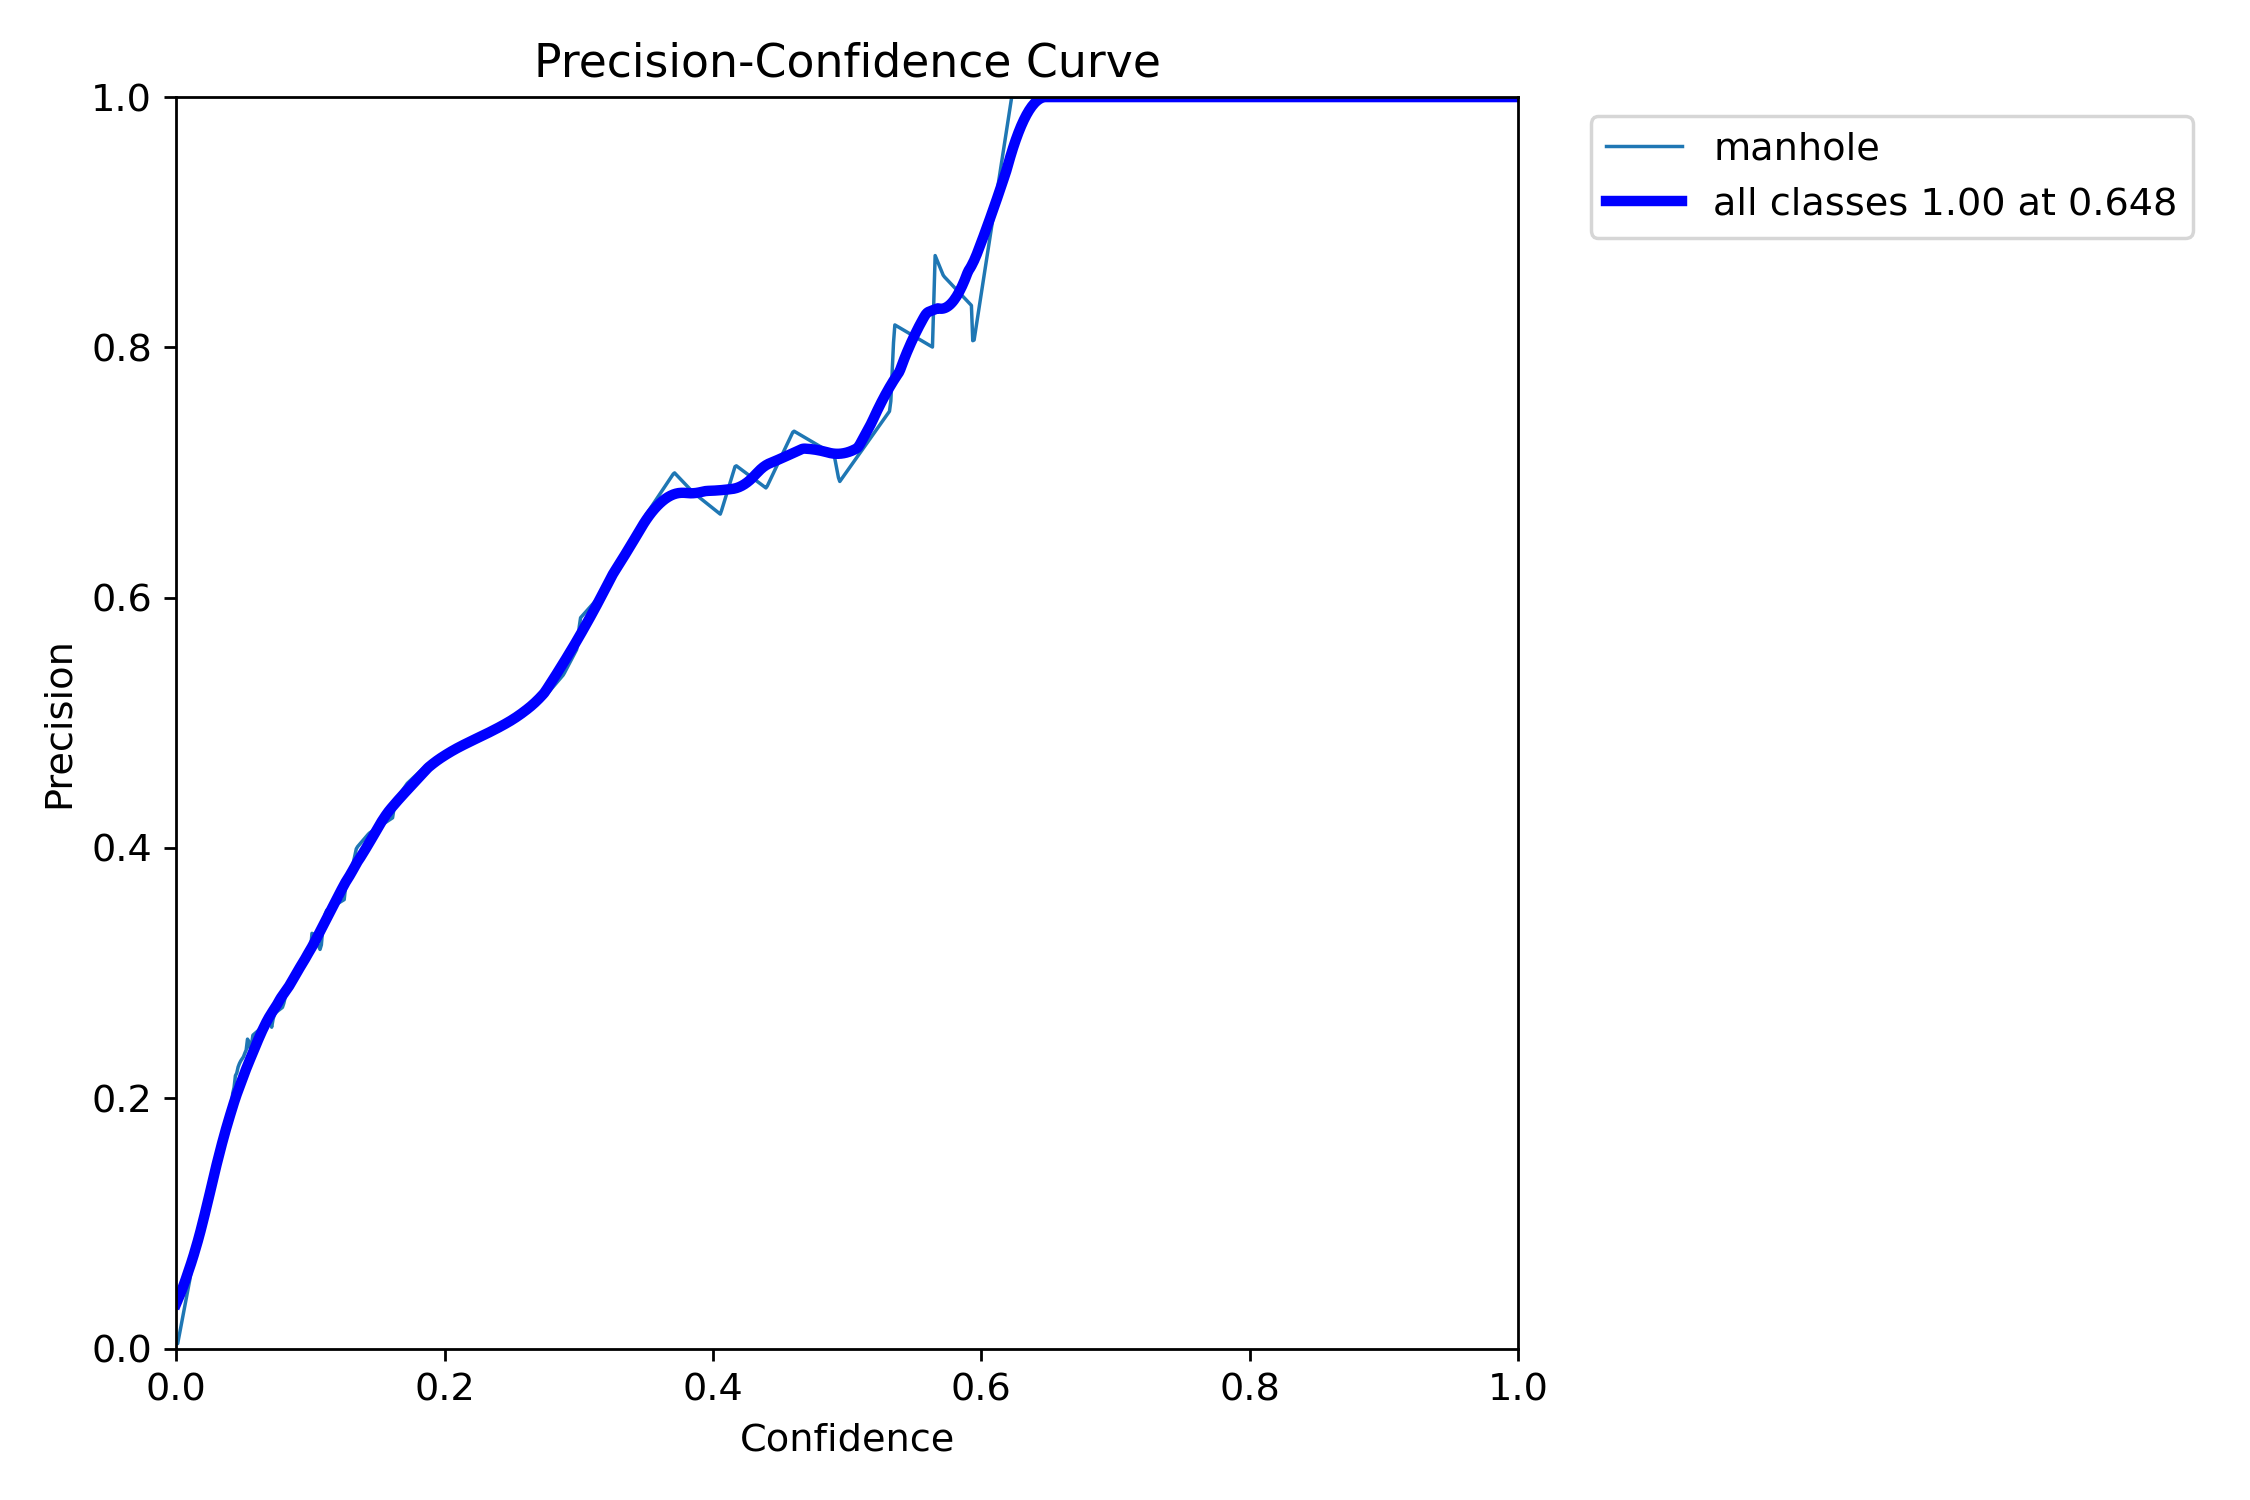 Precision-Confidence Curve
1.0
0.8
0.6
0.4
0.2
0.0
Precision
0.0 0.2 0.4 0.6 0.8 1.0
Confidence
manhole
all classes 1.00 at 0.648